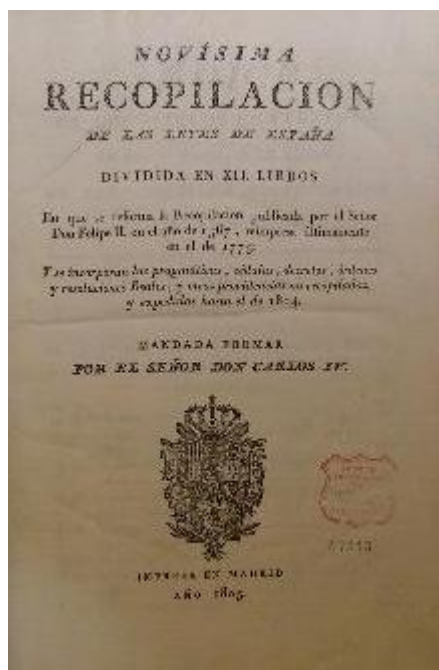 NOVÍSIMA
RECOPILACION
DE LAS LEYES DE ESPAÑA
DIVIDIDA EN XII. LIBROS
En que se reforma la Recopilacion publicada por el Señor
Don Felipe II. en el año de 1567, reimpresa últimamente
en el de 1775:
Y se incorporan las pragmáticas, cédulas, decretos, órdenes
y resoluciones Reales, y otras providencias no recopiladas,
y expedidas hasta el de 1804.
MANDADA FORMAR
POR EL SEÑOR DON CARLOS IV.
IMPRESA EN MADRID
AÑO 1805.